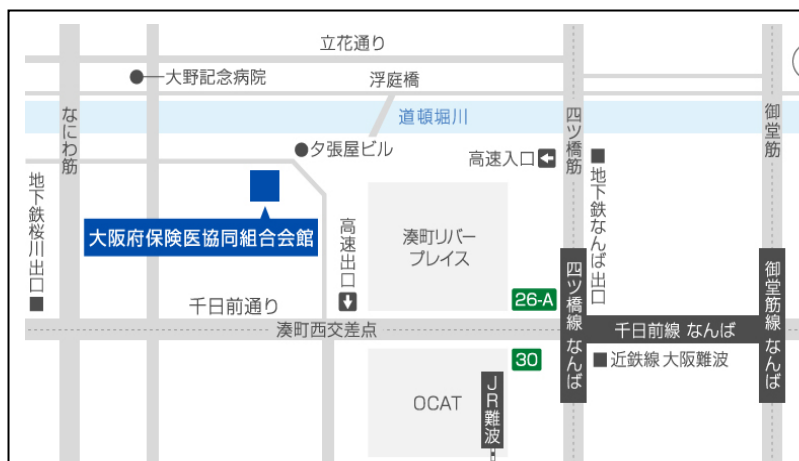 立花通り
大野記念病院
浮庭橋
道頓堀川
なにわ筋
四ツ橋筋
御堂筋
夕張屋ビル
高速入口
地下鉄桜川出口
大阪府保険医協同組合会館
高速出口
湊町リバー
プレイス
地下鉄なんば出口
26-A
四ツ橋線 なんば
御堂筋線 なんば
千日前通り
湊町西交差点
千日前線 なんば
30
近鉄線 大阪難波
OCAT
JR難波